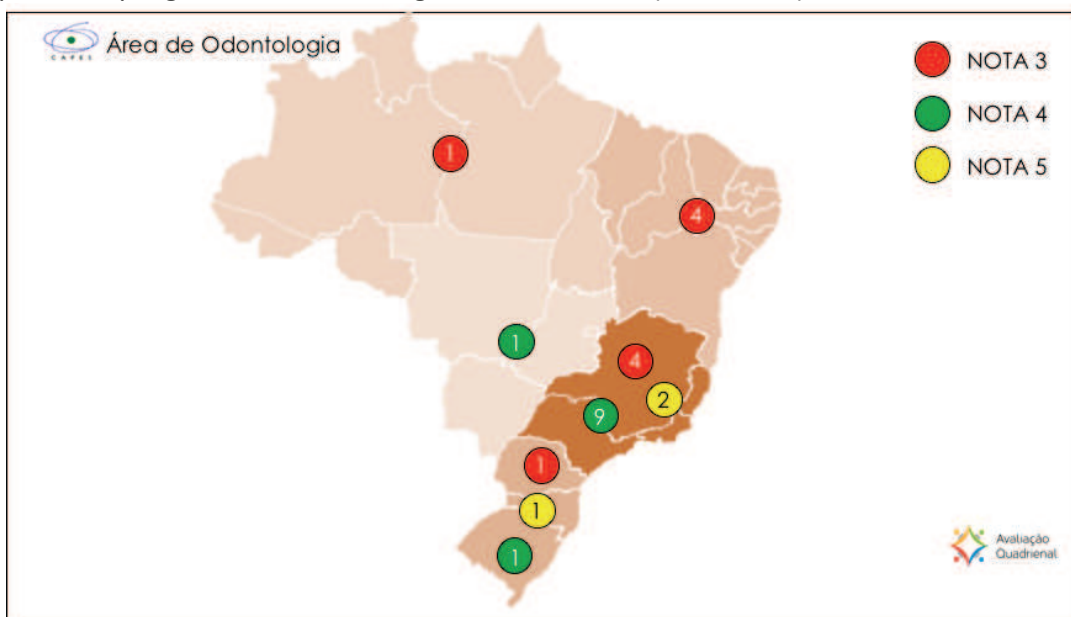 CAPES
Área de Odontologia
NOTA 3
NOTA 4
NOTA 5
1
4
1
4
2
9
1
1
1
Avaliação
Quadrienal